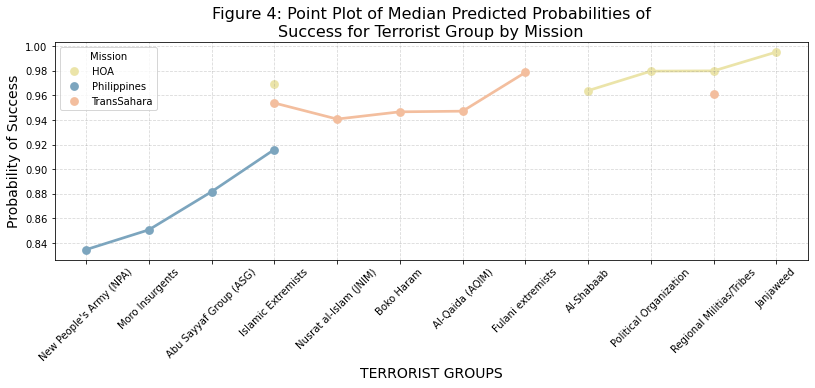 Figure 4: Point Plot of Median Predicted Probabilities of
Success for Terrorist Group by Mission
Mission
HOA
Philippines
TransSahara
Probability of Success
1.00
0.98
0.96
0.94
0.92
0.90
0.88
0.86
0.84
New People's Army (NPA)
Moro Insurgents
Abu Sayyaf Group (ASG)
Islamic Extremists
Nusrat al-Islam (JNIM)
Boko Haram
Al-Qaida (AQIM)
Fulani extremists
Al-Shabaab
Political Organization
Regional Militias/Tribes
Janjaweed
TERRORIST GROUPS